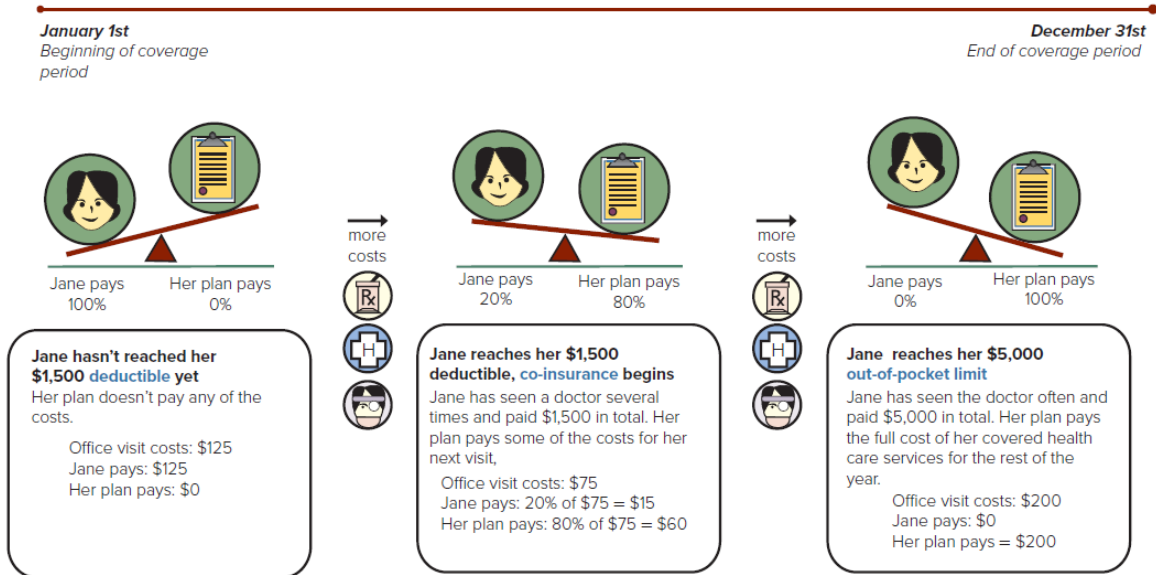 January 1st
Beginning of coverage
period
December 31st
End of coverage period
Jane pays
100%
Her plan pays
0%
more
costs
Rx
H
Jane pays
20%
Her plan pays
80%
more
costs
Rx
H
Jane pays
0%
Her plan pays
100%
Jane hasn't reached her
$1,500 deductible yet
Her plan doesn't pay any of the
costs.
Office visit costs: $125
Jane pays: $125
Her plan pays: $0
Jane reaches her $1,500
deductible, co-insurance begins
Jane has seen a doctor several
times and paid $1,500 in total. Her
plan pays some of the costs for her
next visit,
Office visit costs: $75
Jane pays: 20% of $75 = $15
Her plan pays: 80% of $75 = $60
Jane reaches her $5,000
out-of-pocket limit
Jane has seen the doctor often and
paid $5,000 in total. Her plan pays
the full cost of her covered health
care services for the rest of the
year.
Office visit costs: $200
Jane pays: $0
Her plan pays = $200